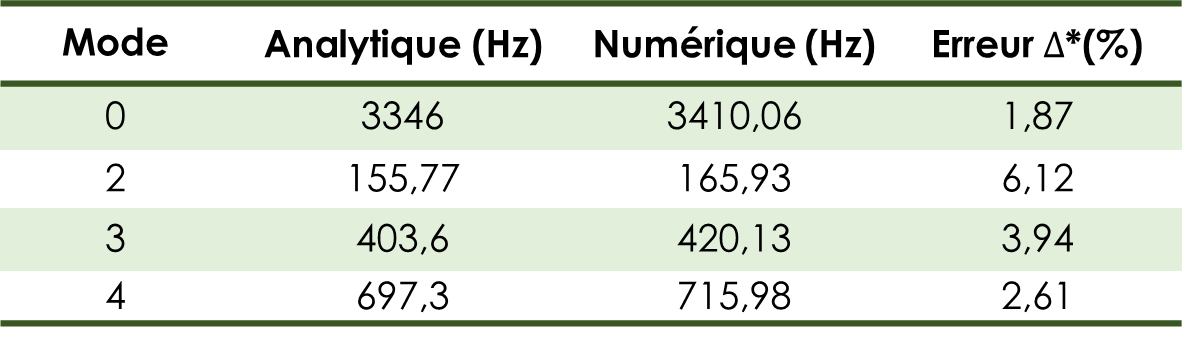 Mode Analytique (Hz) Numérique (Hz) Erreur Δ*(%)
0 3346 3410,06 1,87
2 155,77 165,93 6,12
3 403,6 420,13 3,94
4 697,3 715,98 2,61